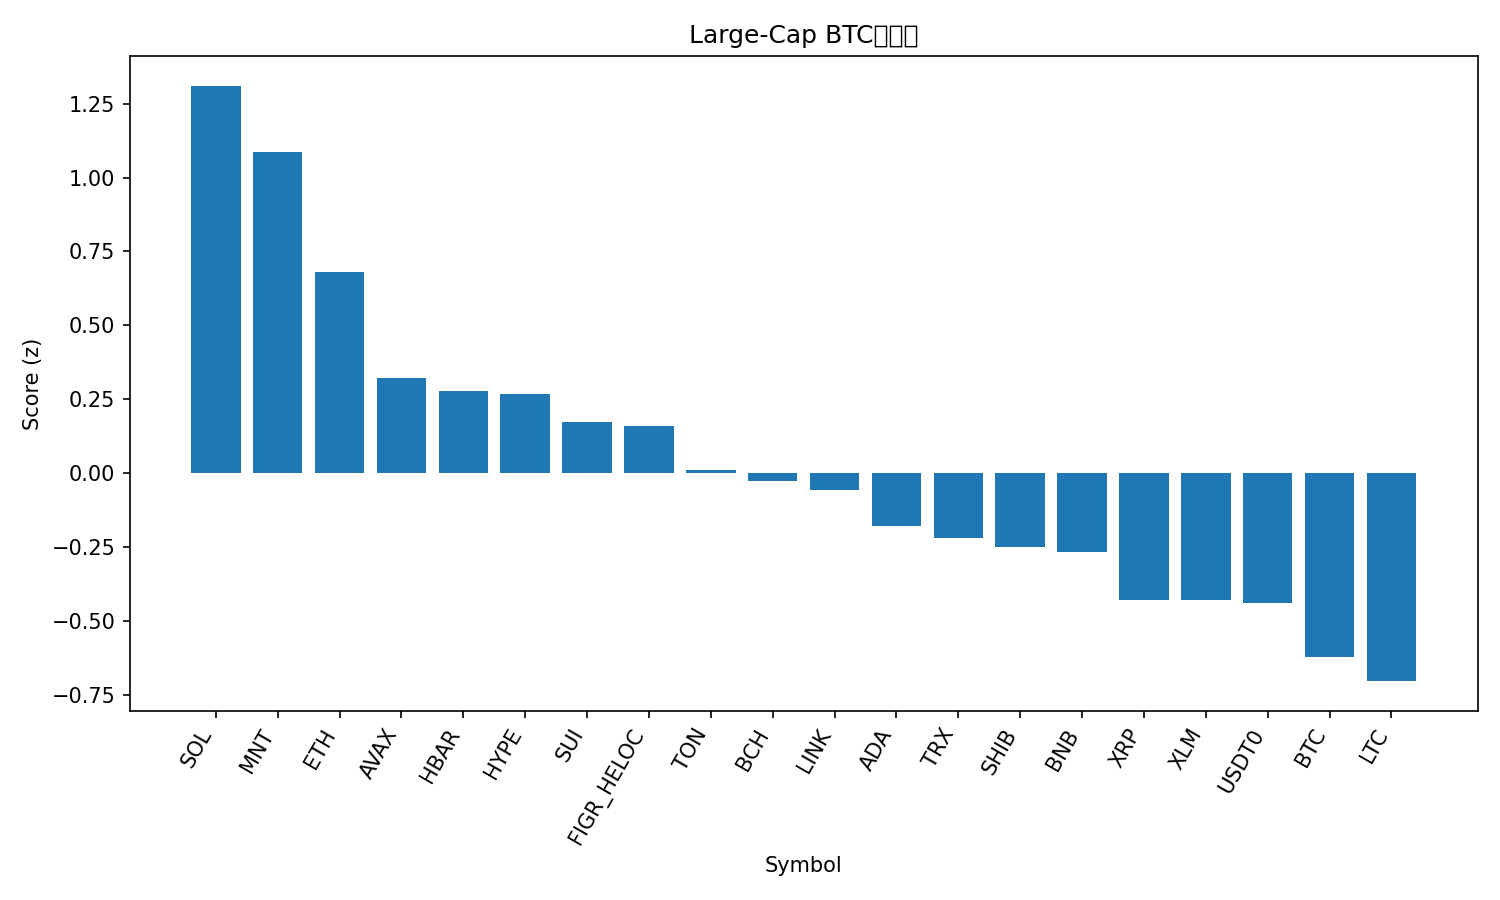 Large-Cap BTC
Score (z)
1.25
1.00
0.75
0.50
0.25
0.00
−0.25
−0.50
−0.75
SOL
MNT
ETH
AVAX
HBAR
HYPE
SUI
FIGR_HELOC
TON
BCH
LINK
ADA
TRX
SHIB
BNB
XRP
XLM
USDT0
BTC
LTC
Symbol